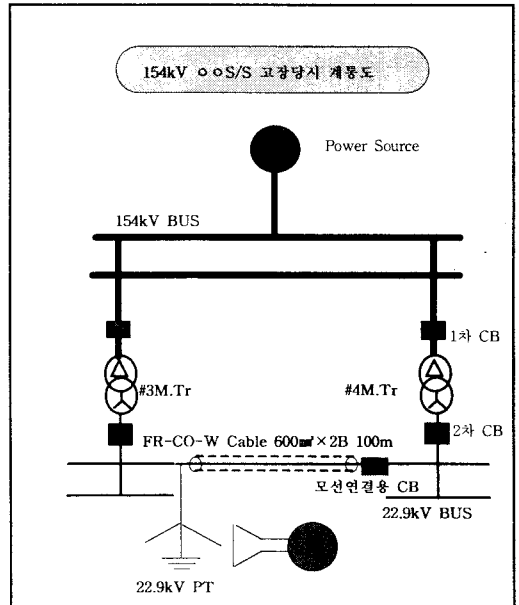 154kV ㅇㅇS/S 고장당시 계통도
Power Source
154kV BUS
1차 CB
#3M.Tr
#4M.Tr
2차 CB
FR-CO-W Cable 600㎟×2B 100m
모선연결용 CB
22.9kV BUS
22.9kV PT